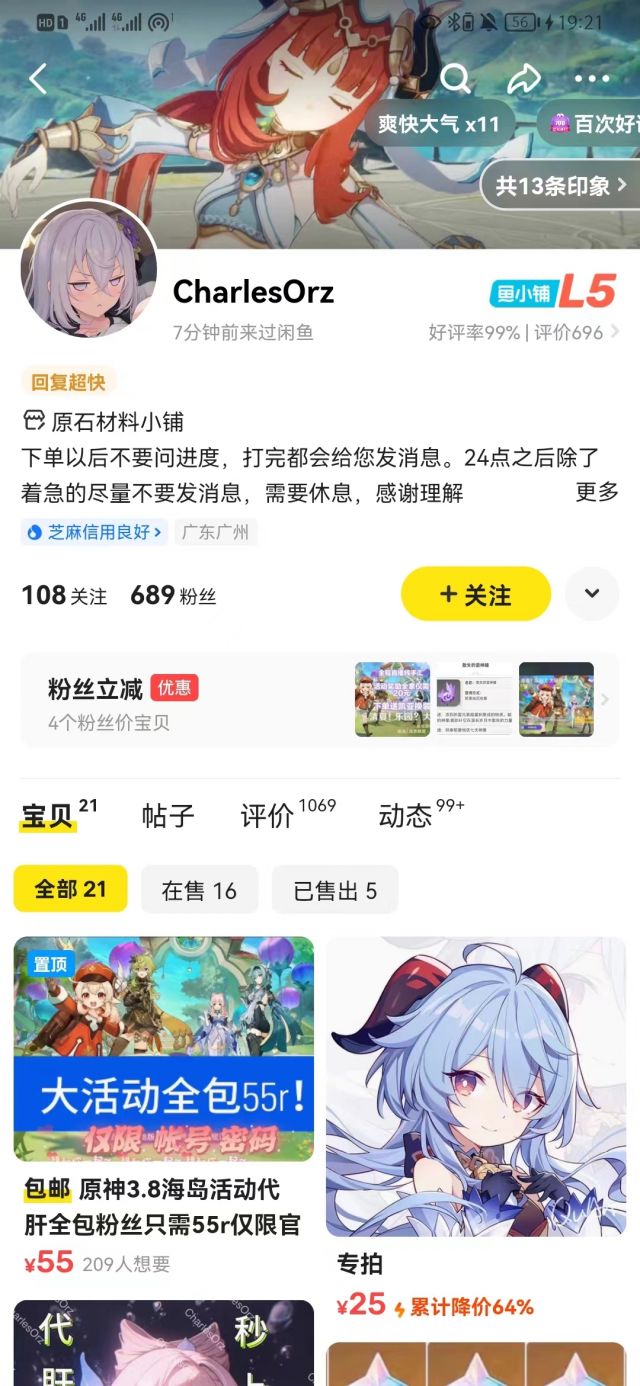 HD 1 4G 4G 56 19:21
爽快大气 x11
百次好
共13条印象
CharlesOrz
鱼小铺 L5
7分钟前来过闲鱼
好评率99% | 评价696
回复超快
原石材料小铺
下单以后不要问进度，打完都会给您发消息。24点之后除了
着急的尽量不要发消息，需要休息，感谢理解
更多
芝麻信用良好
广东广州
108关注 689粉丝
+ 关注
粉丝立减 优惠
4个粉丝价宝贝
宝贝 21 帖子 评价 1069 动态 99+
全部 21 在售 16 已售出 5
置顶
大活动全包55r！
仅限 帐号 密码
包邮 原神3.8海岛活动代
肝全包粉丝只需55r仅限官
¥55 209人想要
专拍
¥25 累计降价64%
代
肝
秒
上
CharlesOrz